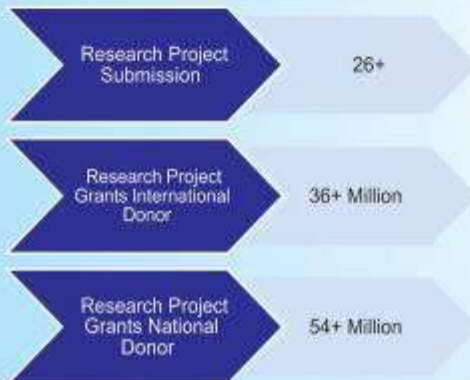 Research Project
Submission
26+
Research Project
Grants International
Donor
36+ Million
Research Project
Grants National
Donor
54+ Million